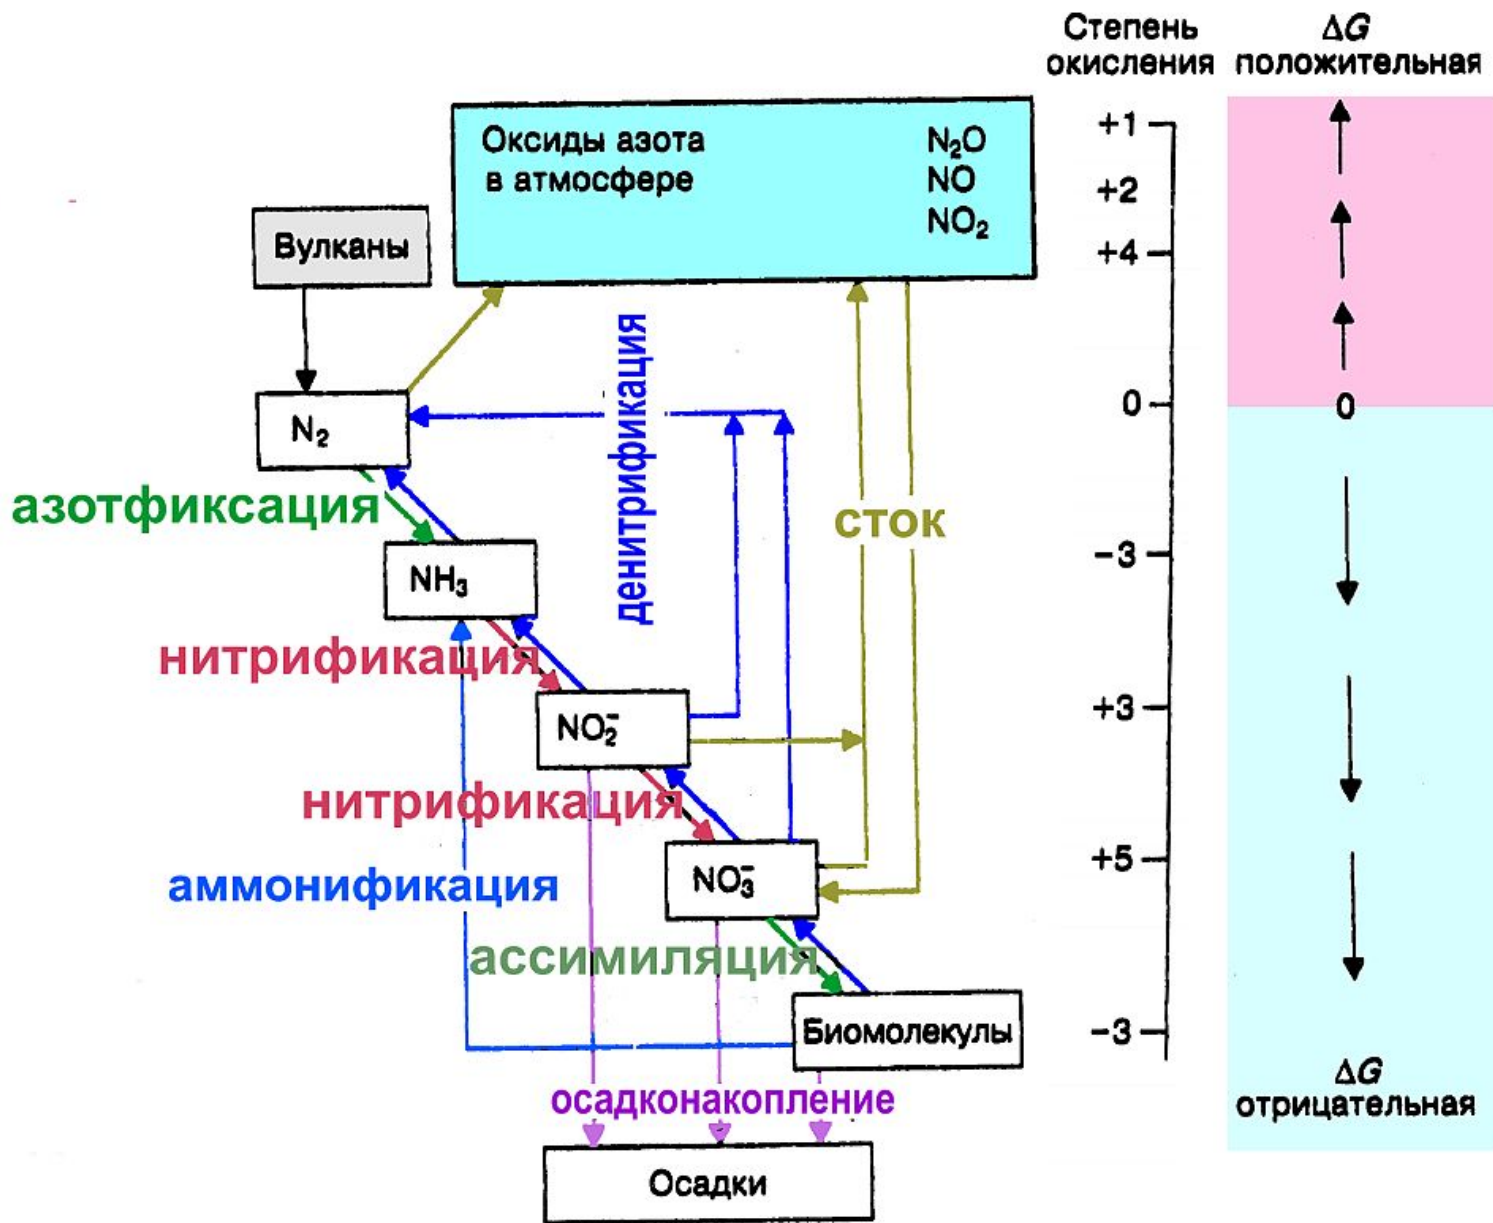 Степень
окисления
ΔG
положительная
Оксиды азота
в атмосфере
N₂O
NO
NO₂
+1
+2
+4
Вулканы
N₂
0
0
азотфиксация
денитрификация
сток
NH₃
−3
нитрификация
NO₂⁻
+3
нитрификация
аммонификация
NO₃⁻
+5
ассимиляция
Биомолекулы
−3
ΔG
отрицательная
осадконакопление
Осадки